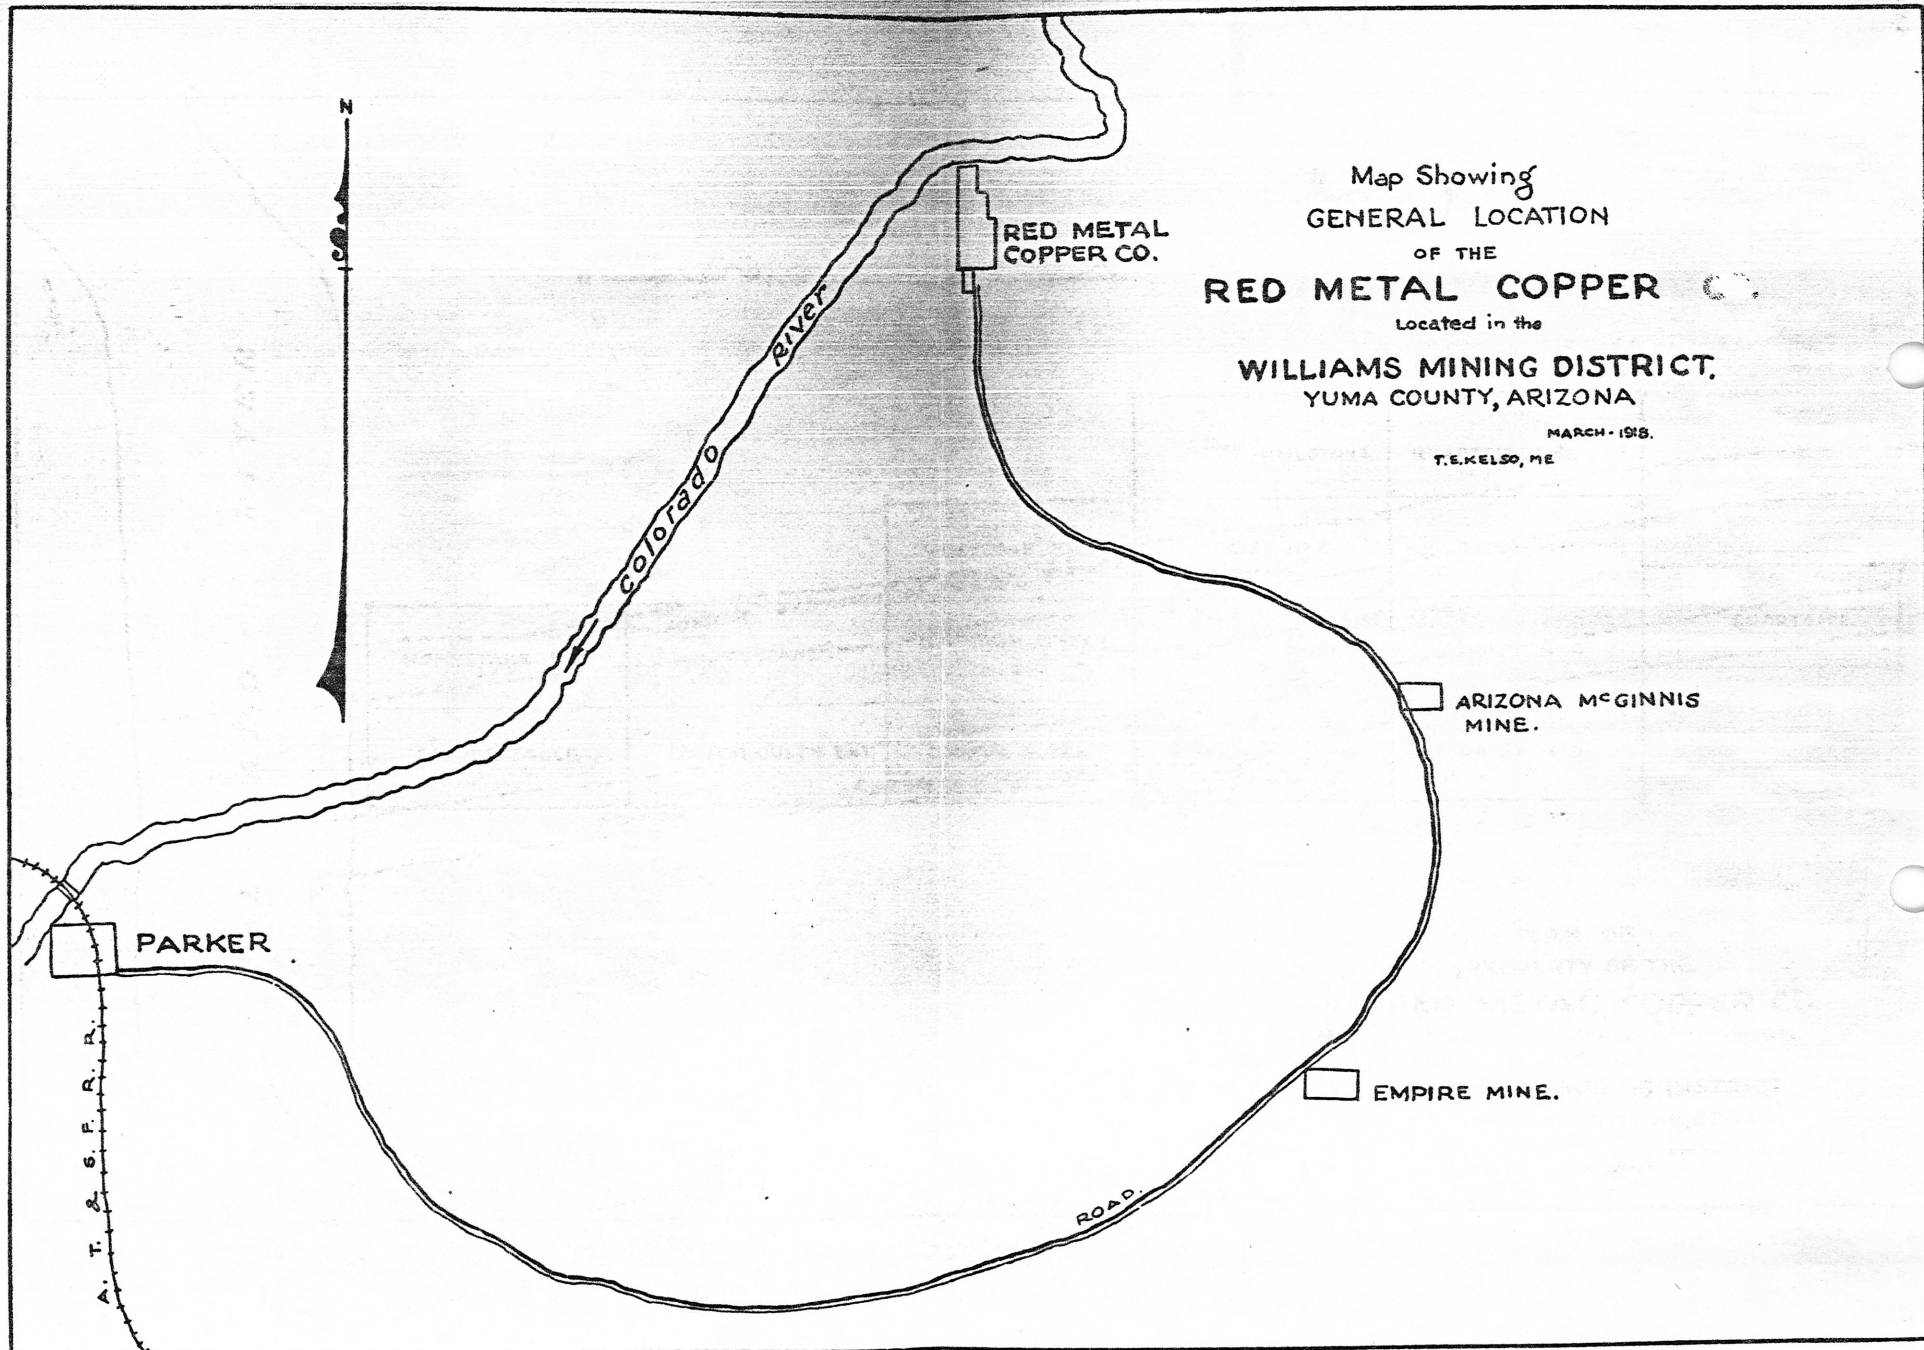 N
Map Showing
GENERAL LOCATION
OF THE
RED METAL COPPER
Located in the
WILLIAMS MINING DISTRICT.
YUMA COUNTY, ARIZONA
MARCH - 1918.
T.E. KELSO, ME
RED METAL
COPPER CO.
Colorado River
ARIZONA McGINNIS
MINE.
PARKER
EMPIRE MINE.
ROAD.
A. T. & S. F. R. R.